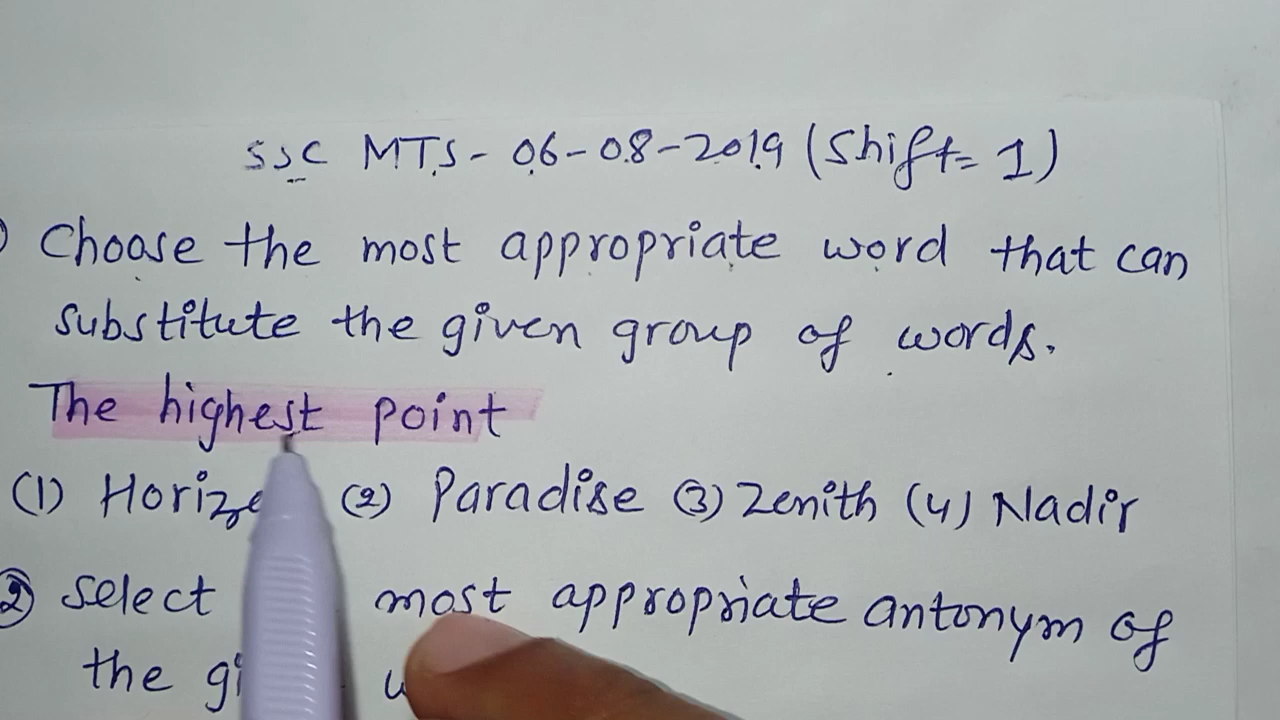 SSC MTS - 06-08-2019 (Shift = 1)
Choose the most appropriate word that can
substitute the given group of words.
The highest point
(1) (2) Paradise (3) Zenith (4) Nadir
(2) Select most appropriate antonym of
the